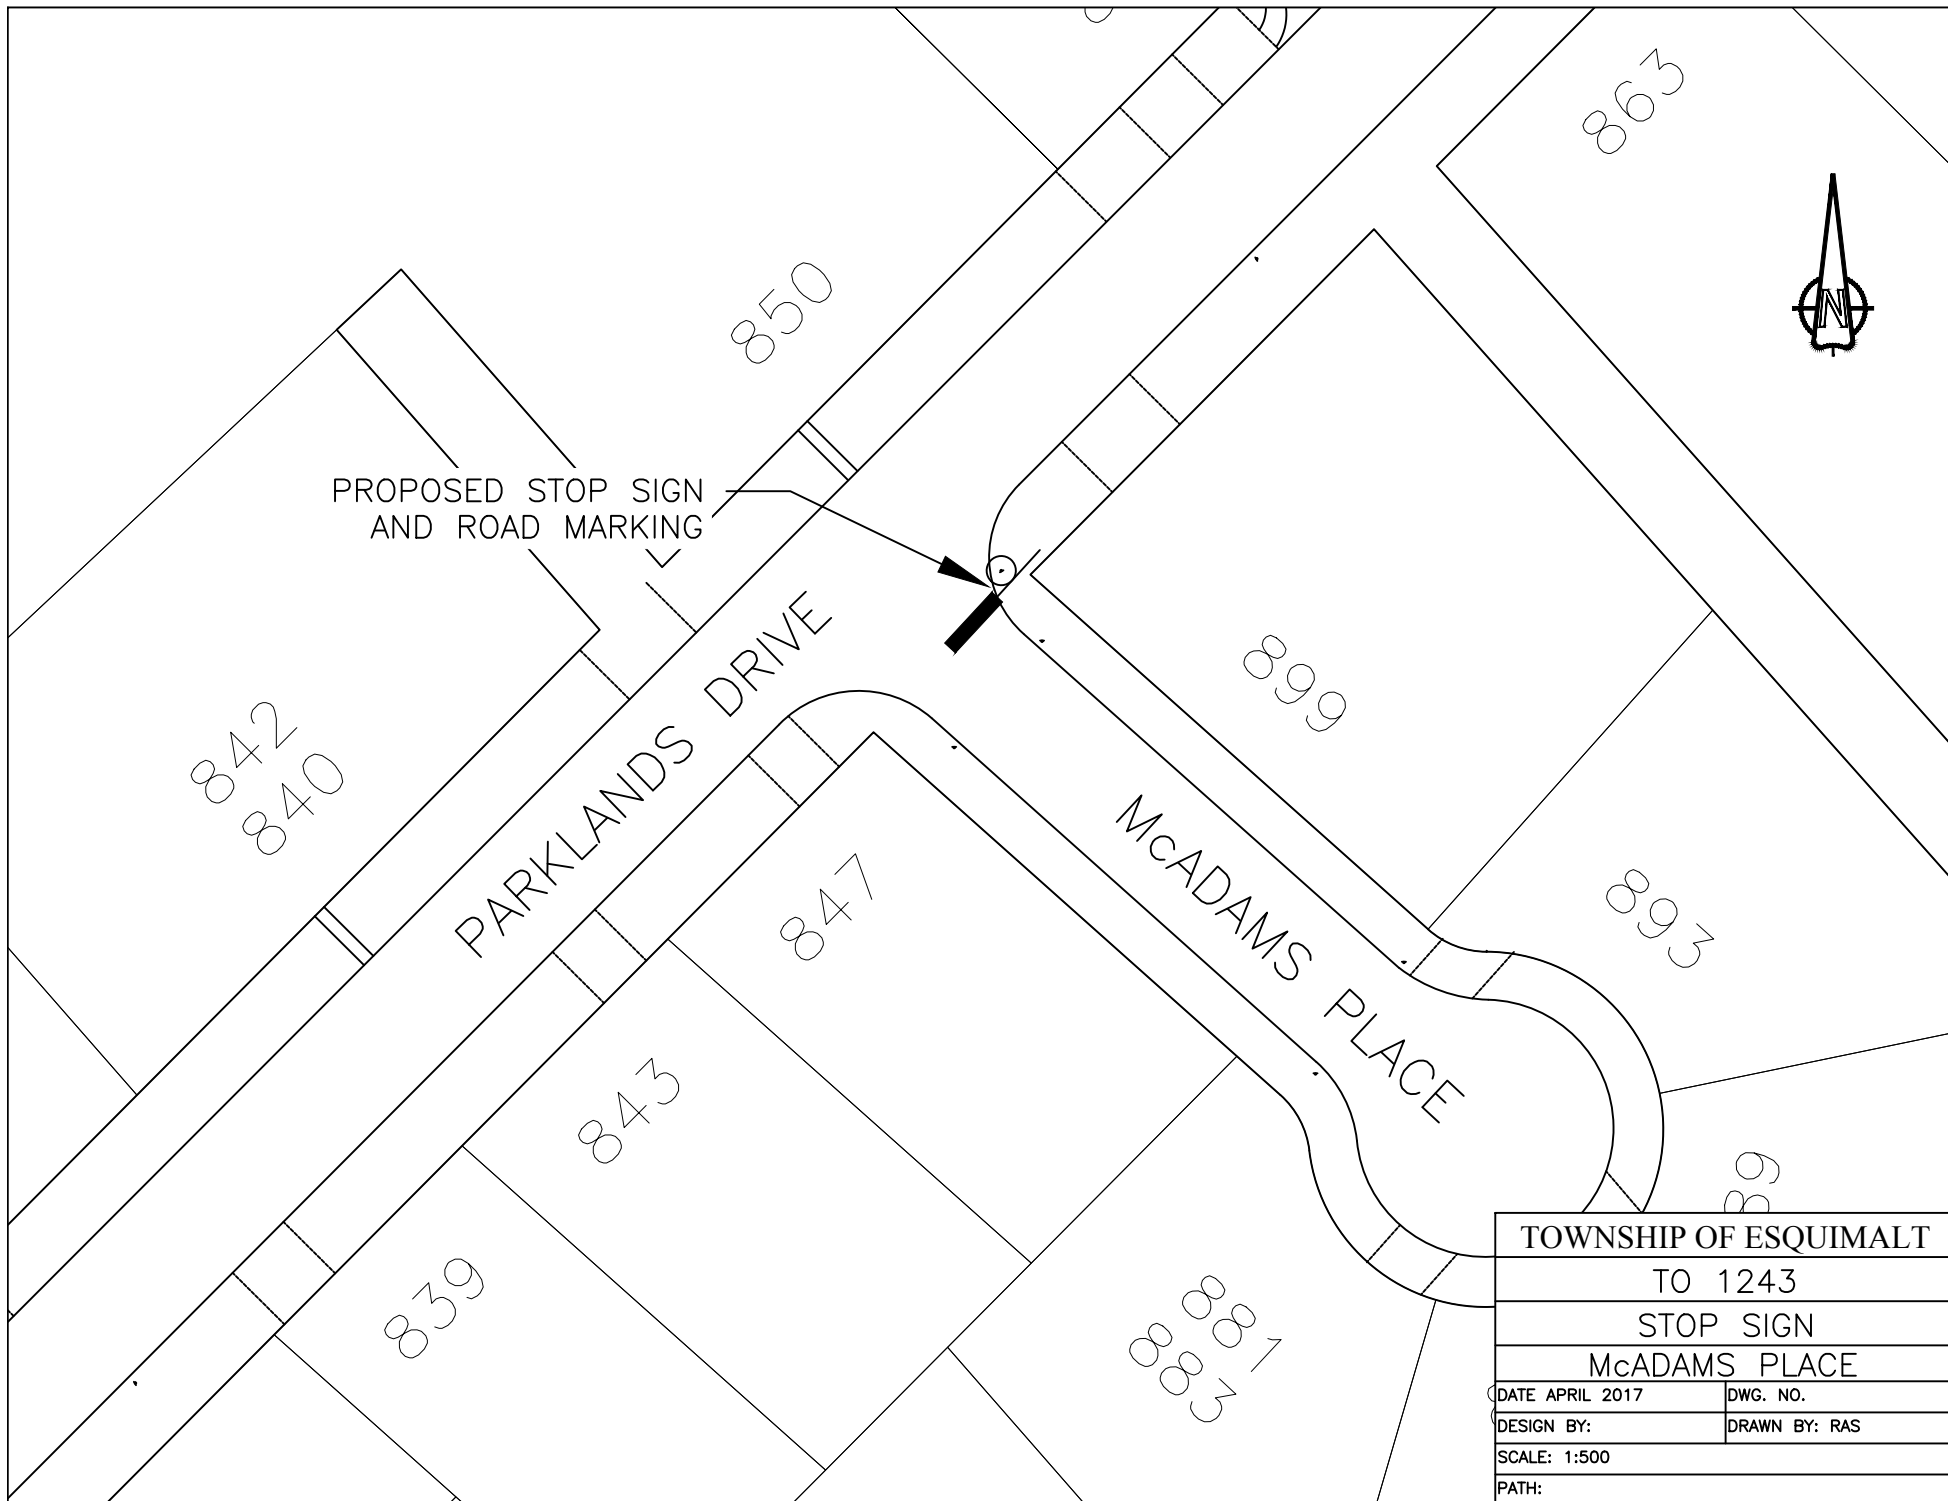 863
N
850
PROPOSED STOP SIGN
AND ROAD MARKING
899
842
840
PARKLANDS DRIVE
McADAMS PLACE
847
893
843
839
881
883
TOWNSHIP OF ESQUIMALT
TO 1243
STOP SIGN
McADAMS PLACE
DATE APRIL 2017
DWG. NO.
DESIGN BY:
DRAWN BY: RAS
SCALE: 1:500
PATH: